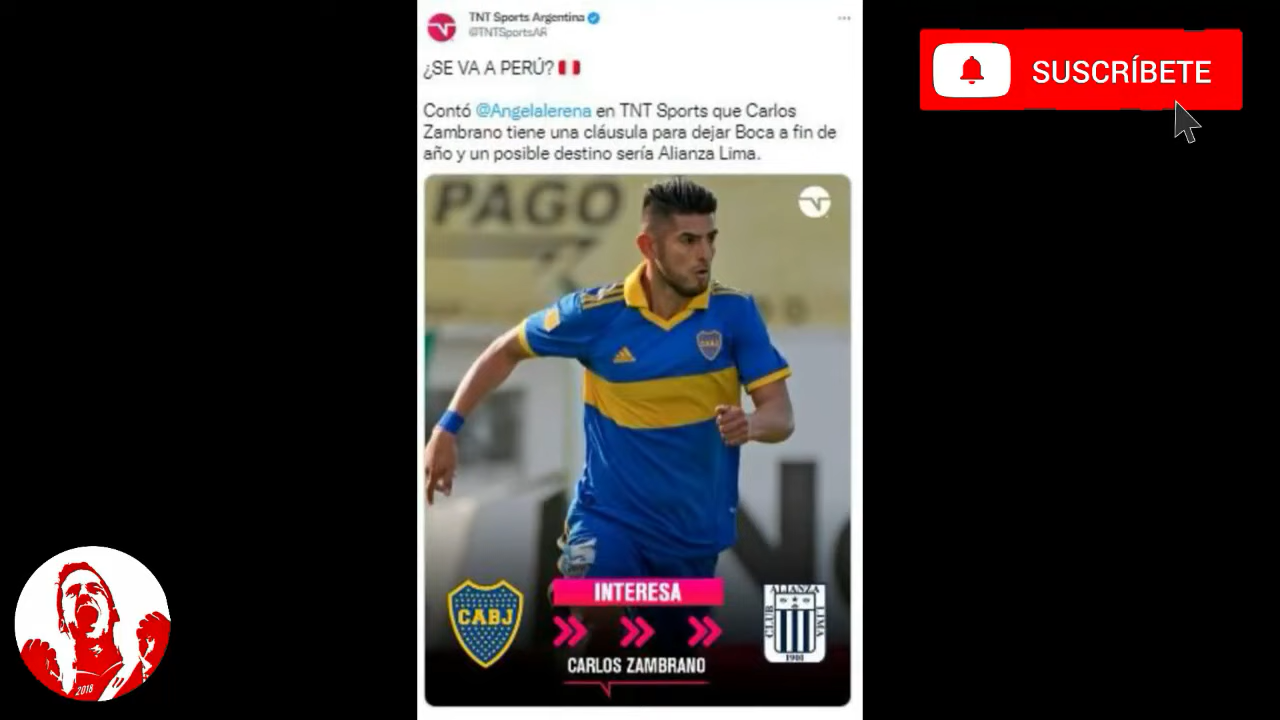 TNT Sports Argentina
@TNTSportsAR
¿SE VA A PERÚ?
Contó @Angelalerena en TNT Sports que Carlos
Zambrano tiene una cláusula para dejar Boca a fin de
año y un posible destino sería Alianza Lima.
SUSCRÍBETE
PAGO
CABJ
INTERESA
CABJ
ALIANZA
CLUB
LIMA
1901
CARLOS ZAMBRANO
2018